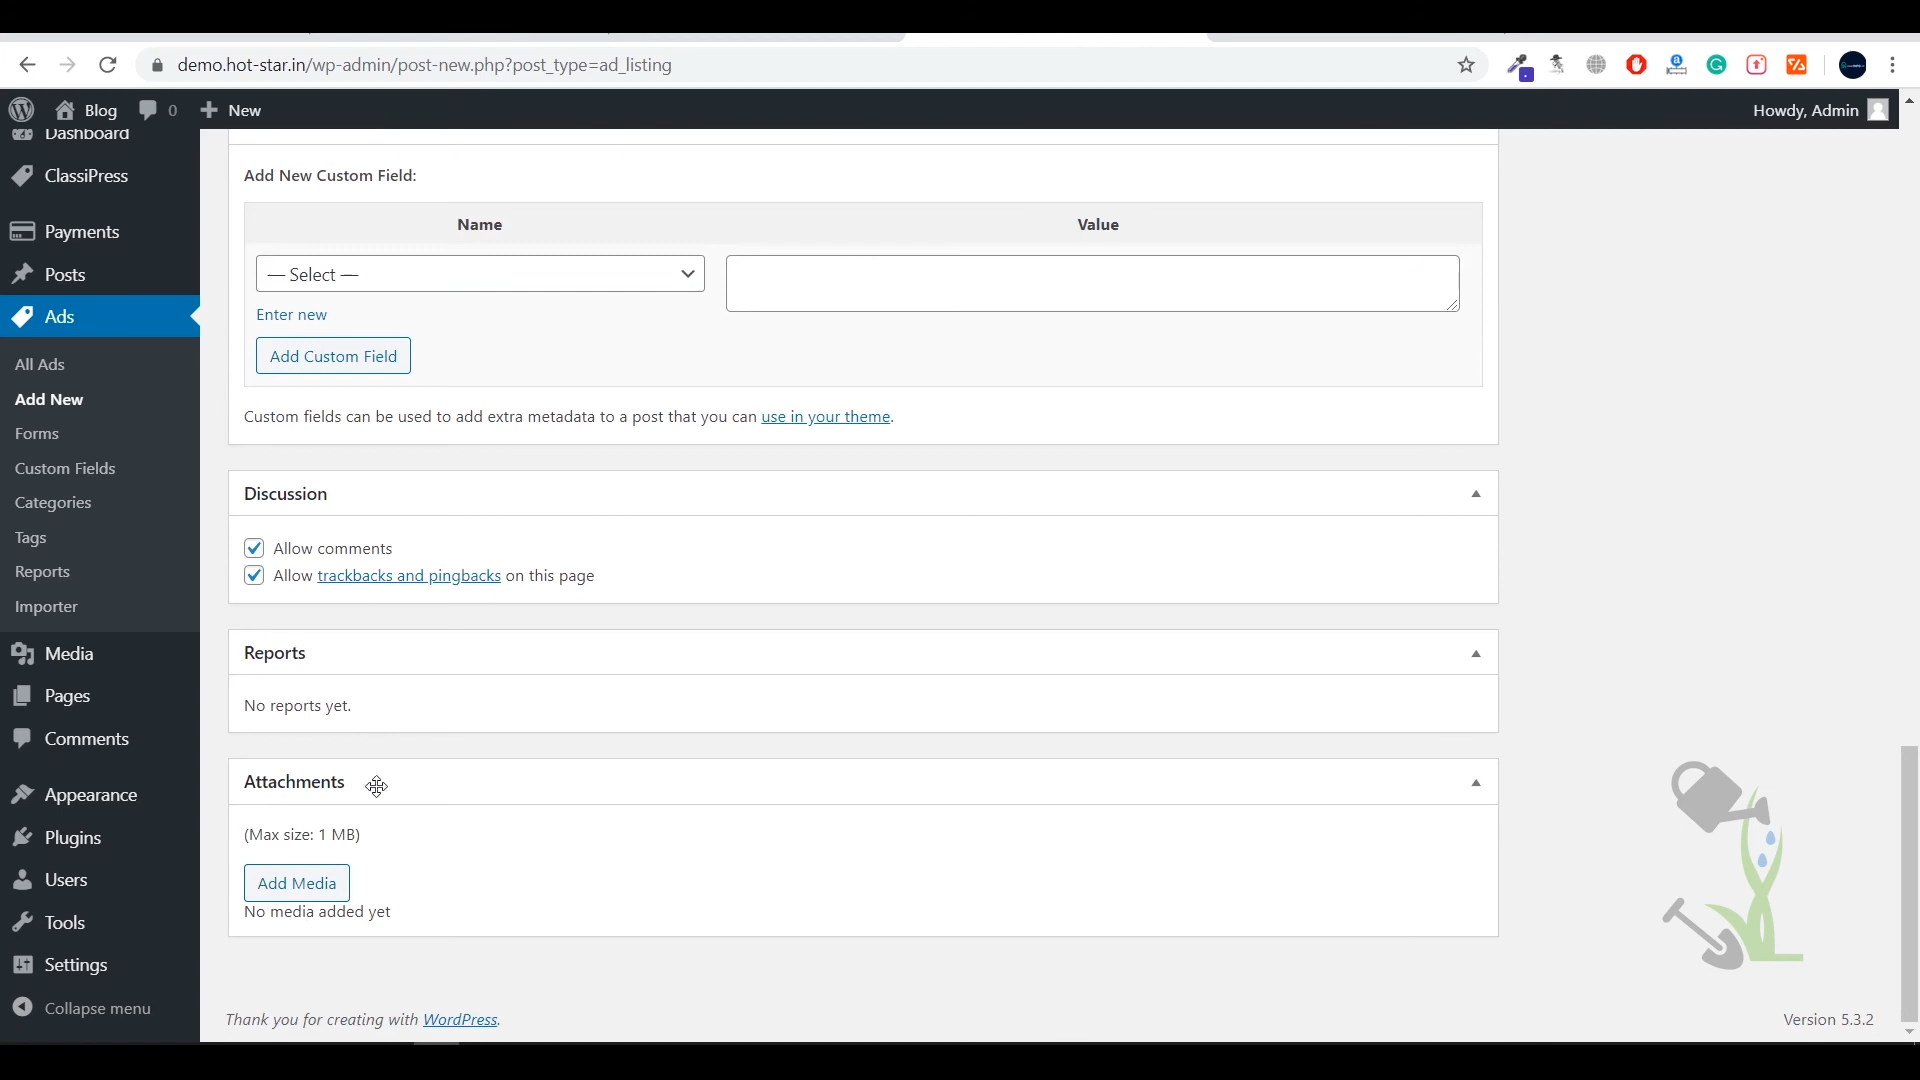 demo.hot-star.in/wp-admin/post-new.php?post_type=ad_listing
Blog 0 New
Howdy, Admin
Dashboard
ClassiPress
Payments
Posts
Ads
All Ads
Add New
Forms
Custom Fields
Categories
Tags
Reports
Importer
Media
Pages
Comments
Appearance
Plugins
Users
Tools
Settings
Collapse menu
Add New Custom Field:
Name Value
— Select —
Enter new
Add Custom Field
Custom fields can be used to add extra metadata to a post that you can use in your theme.
Discussion
Allow comments
Allow trackbacks and pingbacks on this page
Reports
No reports yet.
Attachments
(Max size: 1 MB)
Add Media
No media added yet
Thank you for creating with WordPress.
Version 5.3.2